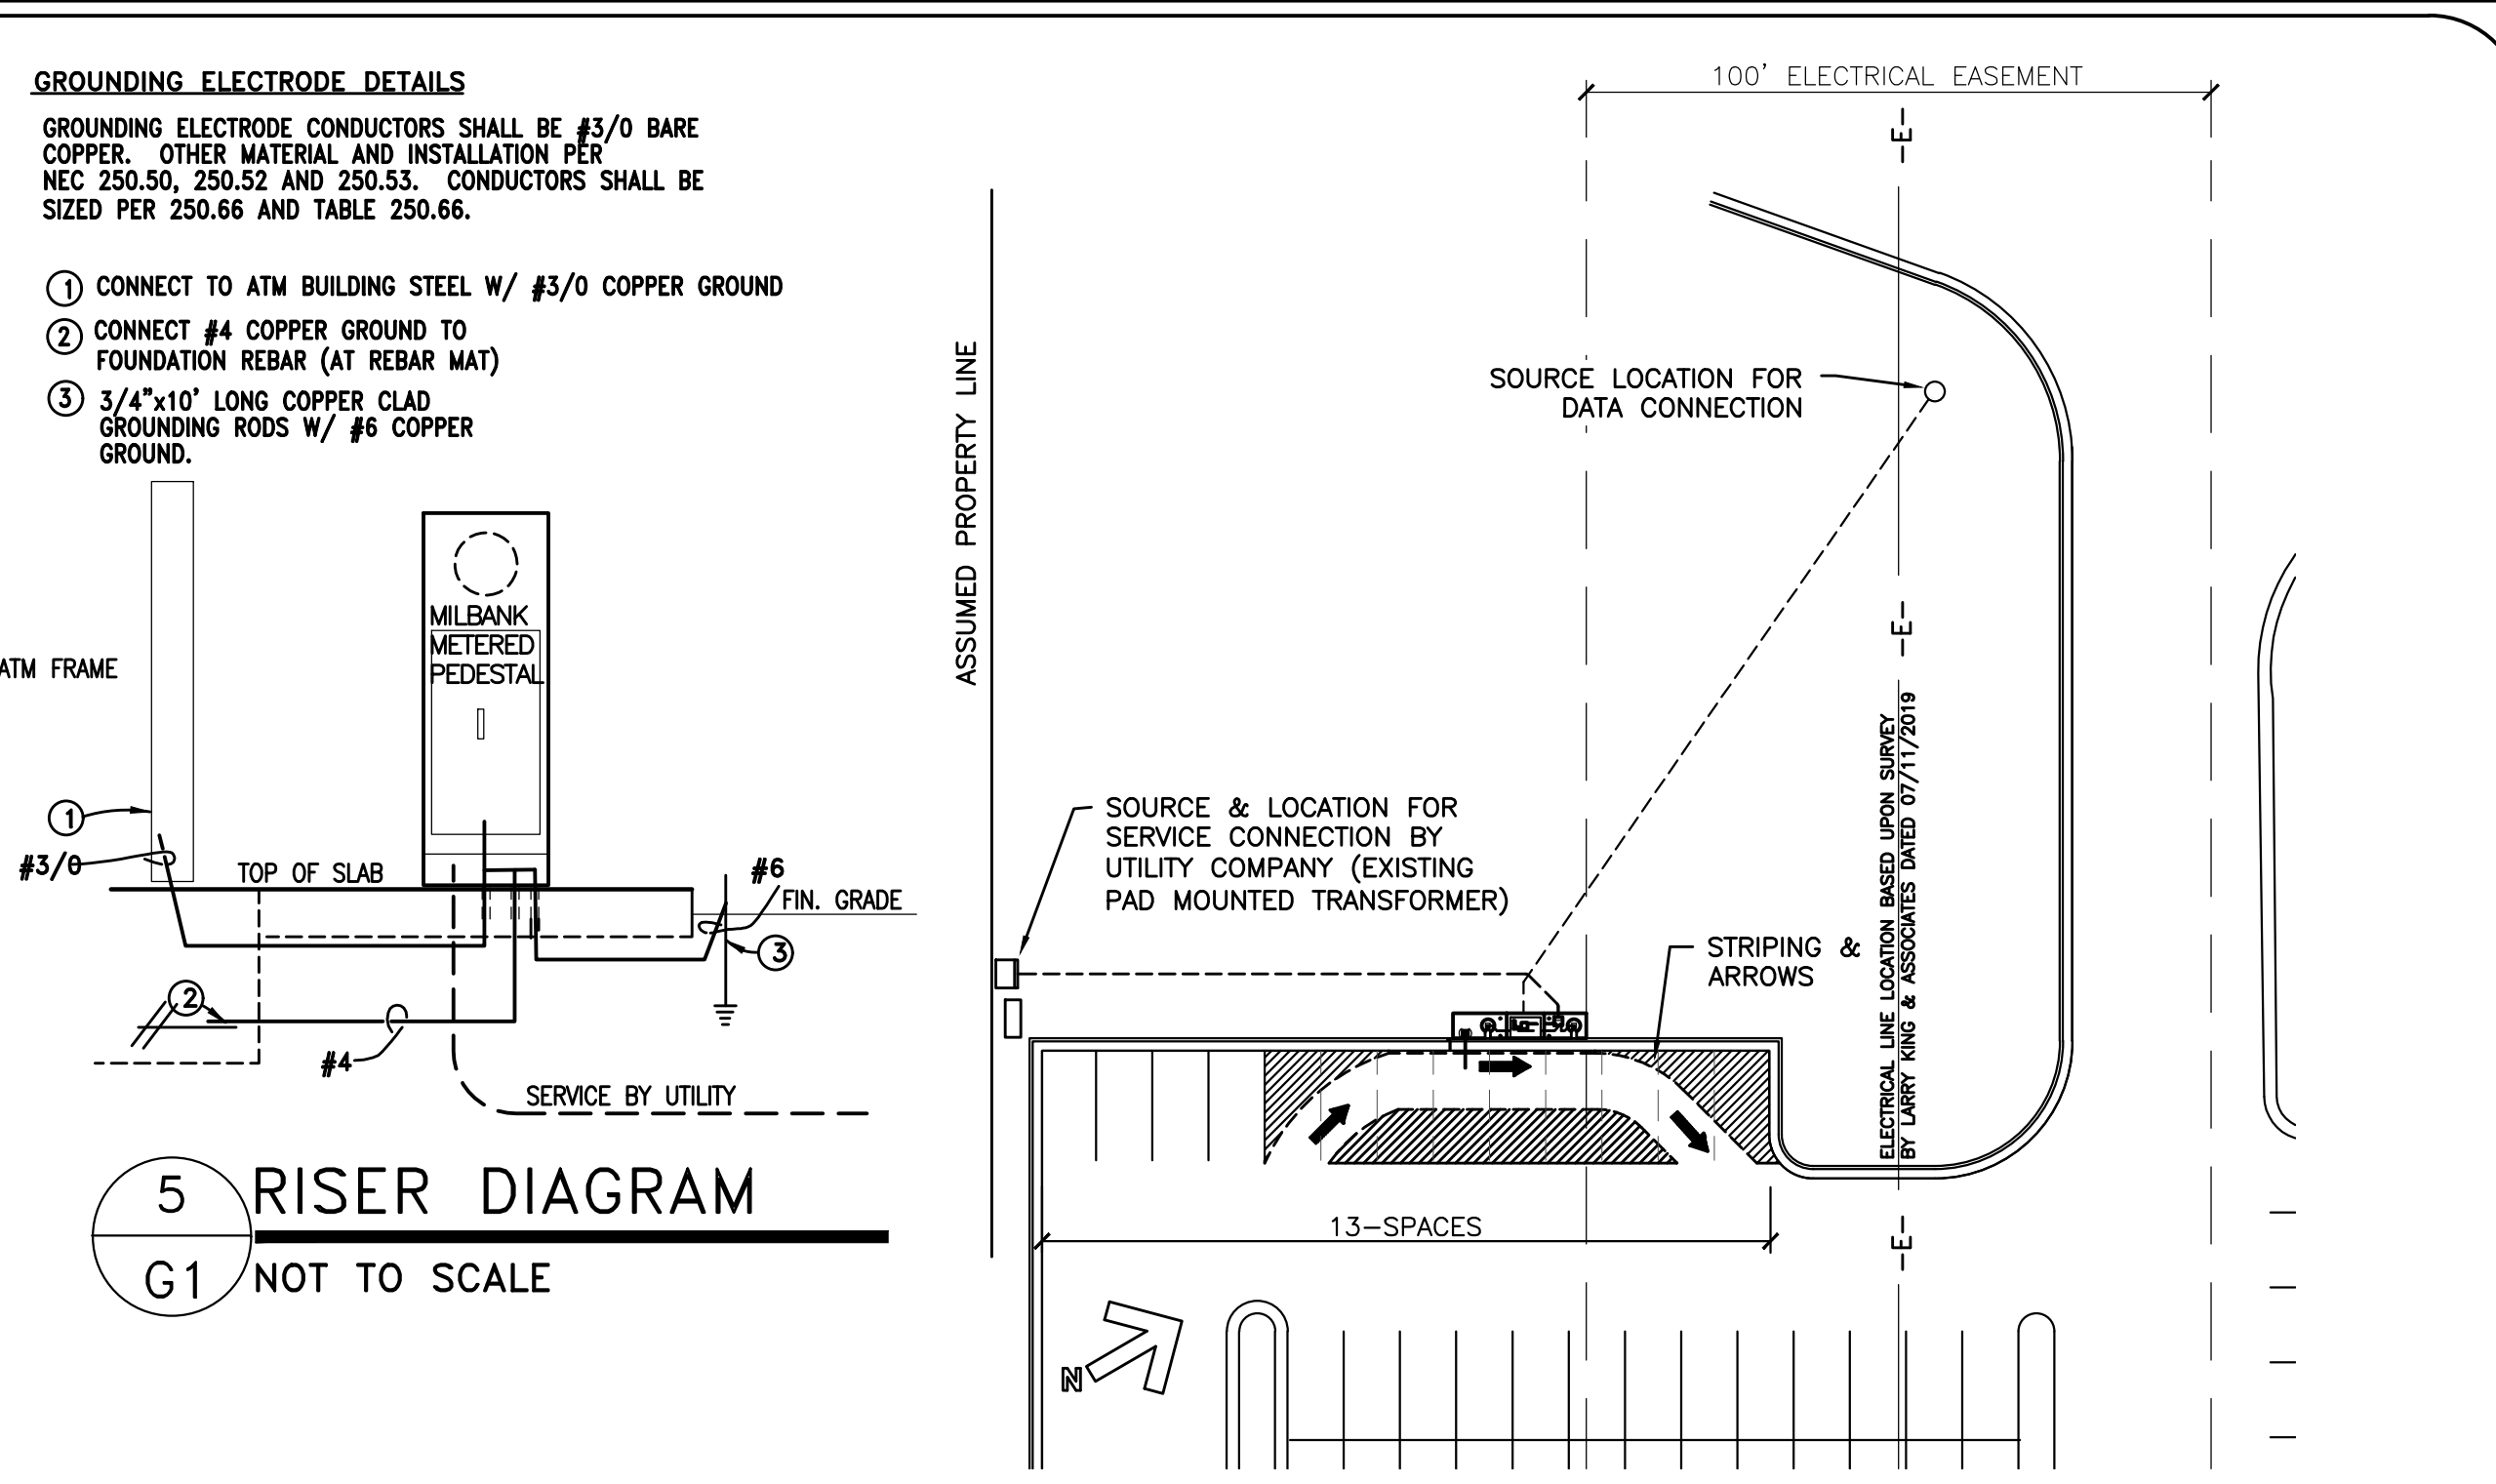 GROUNDING ELECTRODE DETAILS
GROUNDING ELECTRODE CONDUCTORS SHALL BE #3/0 BARE
COPPER. OTHER MATERIAL AND INSTALLATION PER
NEC 250.50, 250.52 AND 250.53. CONDUCTORS SHALL BE
SIZED PER 250.66 AND TABLE 250.66.
1 CONNECT TO ATM BUILDING STEEL W/ #3/0 COPPER GROUND
2 CONNECT #4 COPPER GROUND TO
FOUNDATION REBAR (AT REBAR MAT)
3 3/4"x10' LONG COPPER CLAD
GROUNDING RODS W/ #6 COPPER
GROUND.
MILBANK
METERED
PEDESTAL
ATM FRAME
1
#3/0
TOP OF SLAB
#6
FIN. GRADE
3
2
#4
SERVICE BY UTILITY
5
G1
RISER DIAGRAM
NOT TO SCALE
100' ELECTRICAL EASEMENT
-E-
ASSUMED PROPERTY LINE
SOURCE LOCATION FOR
DATA CONNECTION
-E-
SOURCE & LOCATION FOR
SERVICE CONNECTION BY
UTILITY COMPANY (EXISTING
PAD MOUNTED TRANSFORMER)
STRIPING &
ARROWS
ELECTRICAL LINE LOCATION BASED UPON SURVEY
BY LARRY KING & ASSOCIATES DATED 07/11/2019
13-SPACES
-E-
N